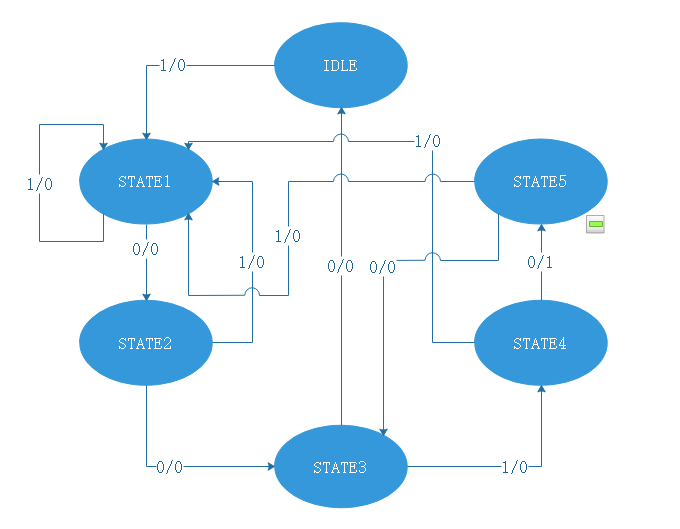 IDLE
1/0
1/0
STATE1
STATE5
1/0
1/0
0/0
1/0
0/0
0/0
0/1
STATE2
STATE4
0/0
STATE3
1/0